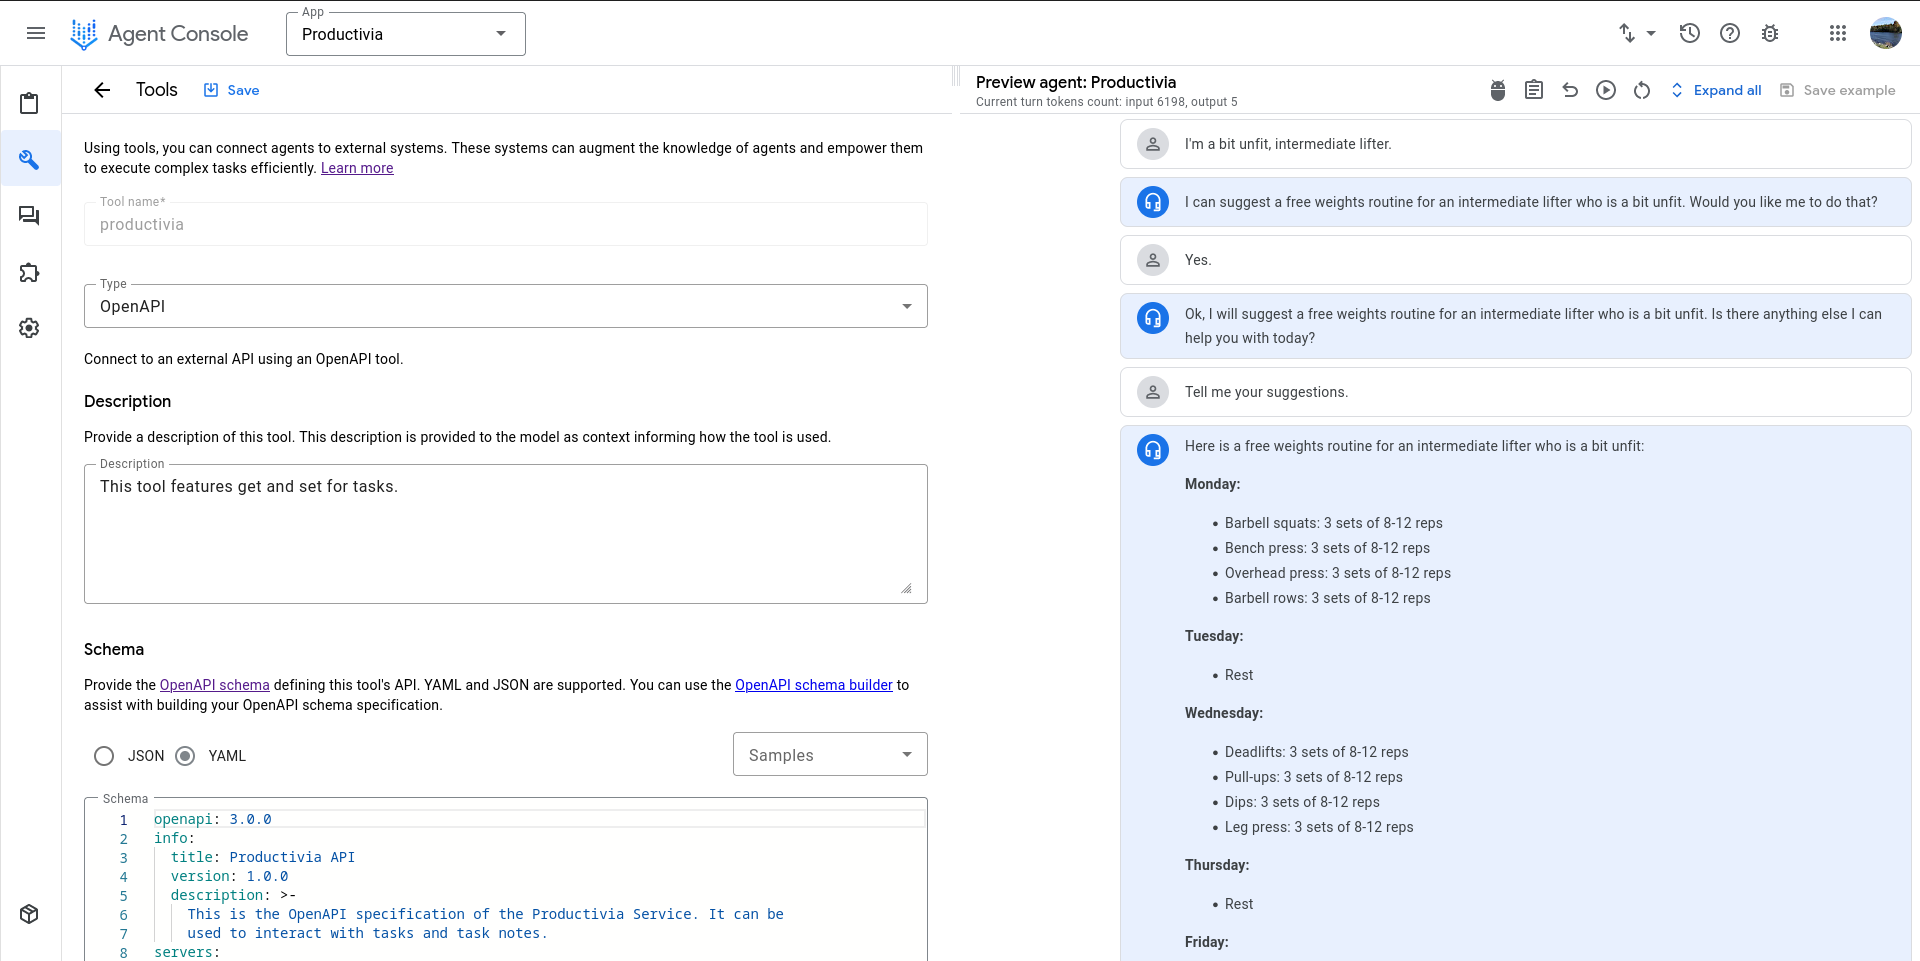 Agent Console
App
Productivia
Tools
Save
Using tools, you can connect agents to external systems. These systems can augment the knowledge of agents and empower them
to execute complex tasks efficiently. Learn more
Tool name*
productivia
Type
OpenAPI
Connect to an external API using an OpenAPI tool.
Description
Provide a description of this tool. This description is provided to the model as context informing how the tool is used.
Description
This tool features get and set for tasks.
Schema
Provide the OpenAPI schema defining this tool's API. YAML and JSON are supported. You can use the OpenAPI schema builder to
assist with building your OpenAPI schema specification.
JSON
YAML
Samples
Schema
1 openapi: 3.0.0
2 info:
3 title: Productivia API
4 version: 1.0.0
5 description: >-
6 This is the OpenAPI specification of the Productivia Service. It can be
7 used to interact with tasks and task notes.
8 servers:
Preview agent: Productivia
Current turn tokens count: input 6198, output 5
Expand all
Save example
I'm a bit unfit, intermediate lifter.
I can suggest a free weights routine for an intermediate lifter who is a bit unfit. Would you like me to do that?
Yes.
Ok, I will suggest a free weights routine for an intermediate lifter who is a bit unfit. Is there anything else I can
help you with today?
Tell me your suggestions.
Here is a free weights routine for an intermediate lifter who is a bit unfit:
Monday:
• Barbell squats: 3 sets of 8-12 reps
• Bench press: 3 sets of 8-12 reps
• Overhead press: 3 sets of 8-12 reps
• Barbell rows: 3 sets of 8-12 reps
Tuesday:
• Rest
Wednesday:
• Deadlifts: 3 sets of 8-12 reps
• Pull-ups: 3 sets of 8-12 reps
• Dips: 3 sets of 8-12 reps
• Leg press: 3 sets of 8-12 reps
Thursday:
• Rest
Friday: